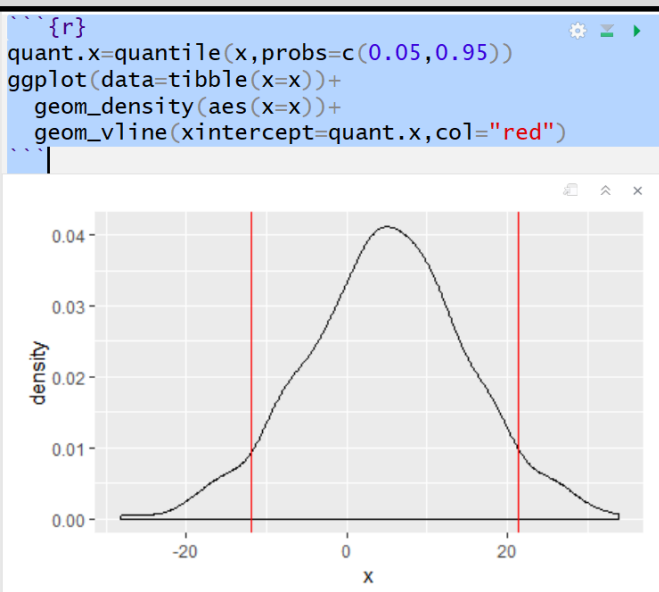 ```{r}
quant.x=quantile(x,probs=c(0.05,0.95))
ggplot(data=tibble(x=x))+
  geom_density(aes(x=x))+
  geom_vline(xintercept=quant.x,col="red")
```
0.04
0.03
0.02
0.01
0.00
density
-20 0 20
x